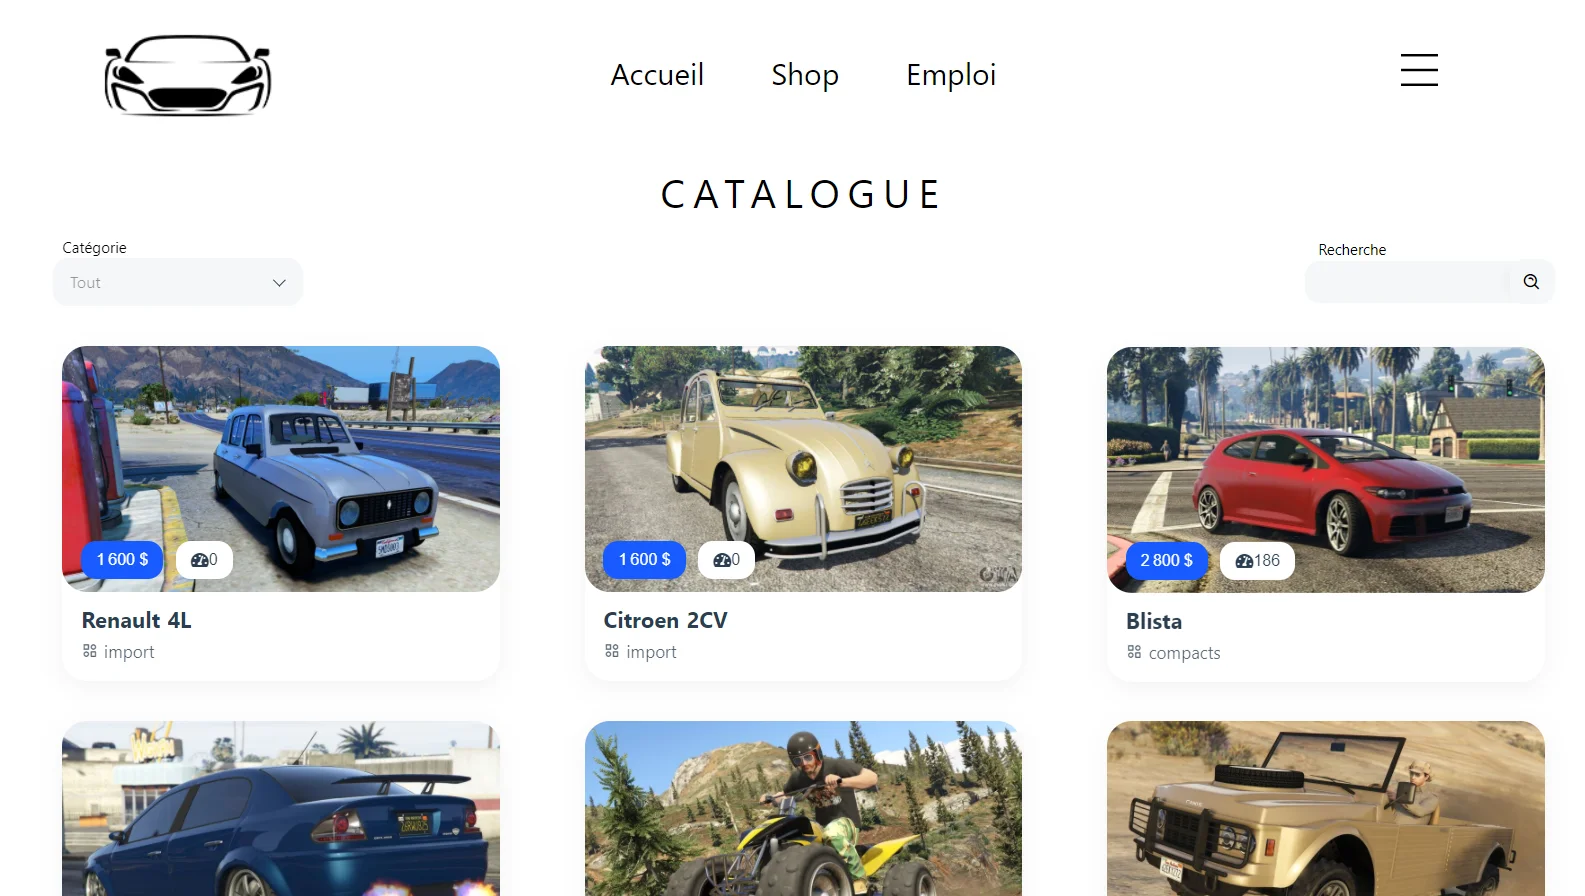 Accueil Shop Emploi
CATALOGUE
Catégorie
Recherche
Tout
1 600 $ 0
1 600 $ 0
2 800 $ 186
Renault 4L
Citroen 2CV
Blista
import
import
compacts